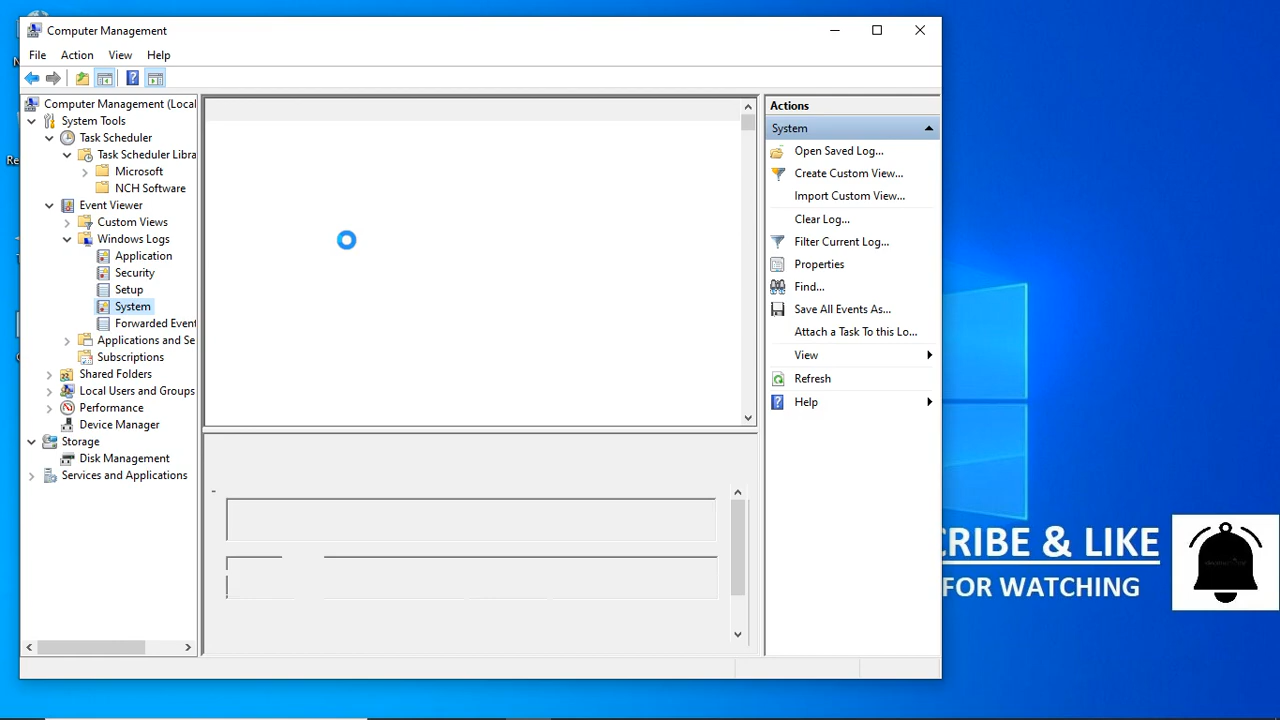 Computer Management
File Action View Help
Computer Management (Local
System Tools
Task Scheduler
Task Scheduler Libra
Microsoft
NCH Software
Event Viewer
Custom Views
Windows Logs
Application
Security
Setup
System
Forwarded Event
Applications and Se
Subscriptions
Shared Folders
Local Users and Groups
Performance
Device Manager
Storage
Disk Management
Services and Applications
Actions
System
Open Saved Log...
Create Custom View...
Import Custom View...
Clear Log...
Filter Current Log...
Properties
Find...
Save All Events As...
Attach a Task To this Lo...
View
Refresh
Help
CRIBE & LIKE
FOR WATCHING